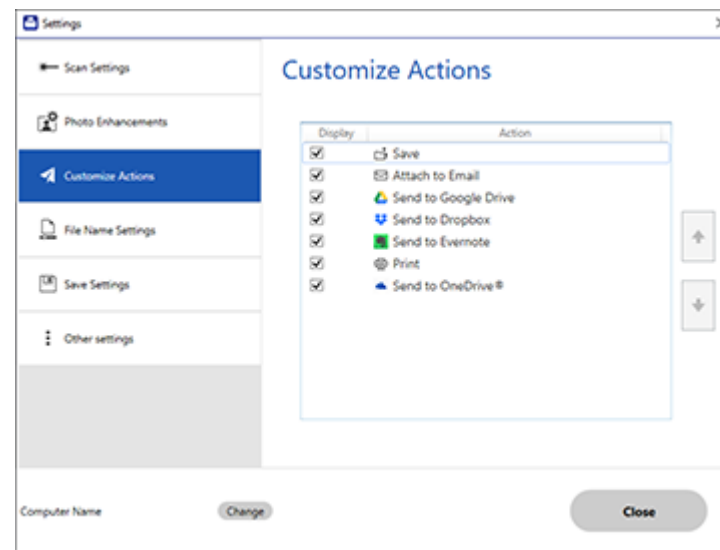 Settings
Scan Settings
Photo Enhancements
Customize Actions
File Name Settings
Save Settings
Other settings
Customize Actions
Display Action
Save
Attach to Email
Send to Google Drive
Send to Dropbox
Send to Evernote
Print
Send to OneDrive®
Computer Name Change Close